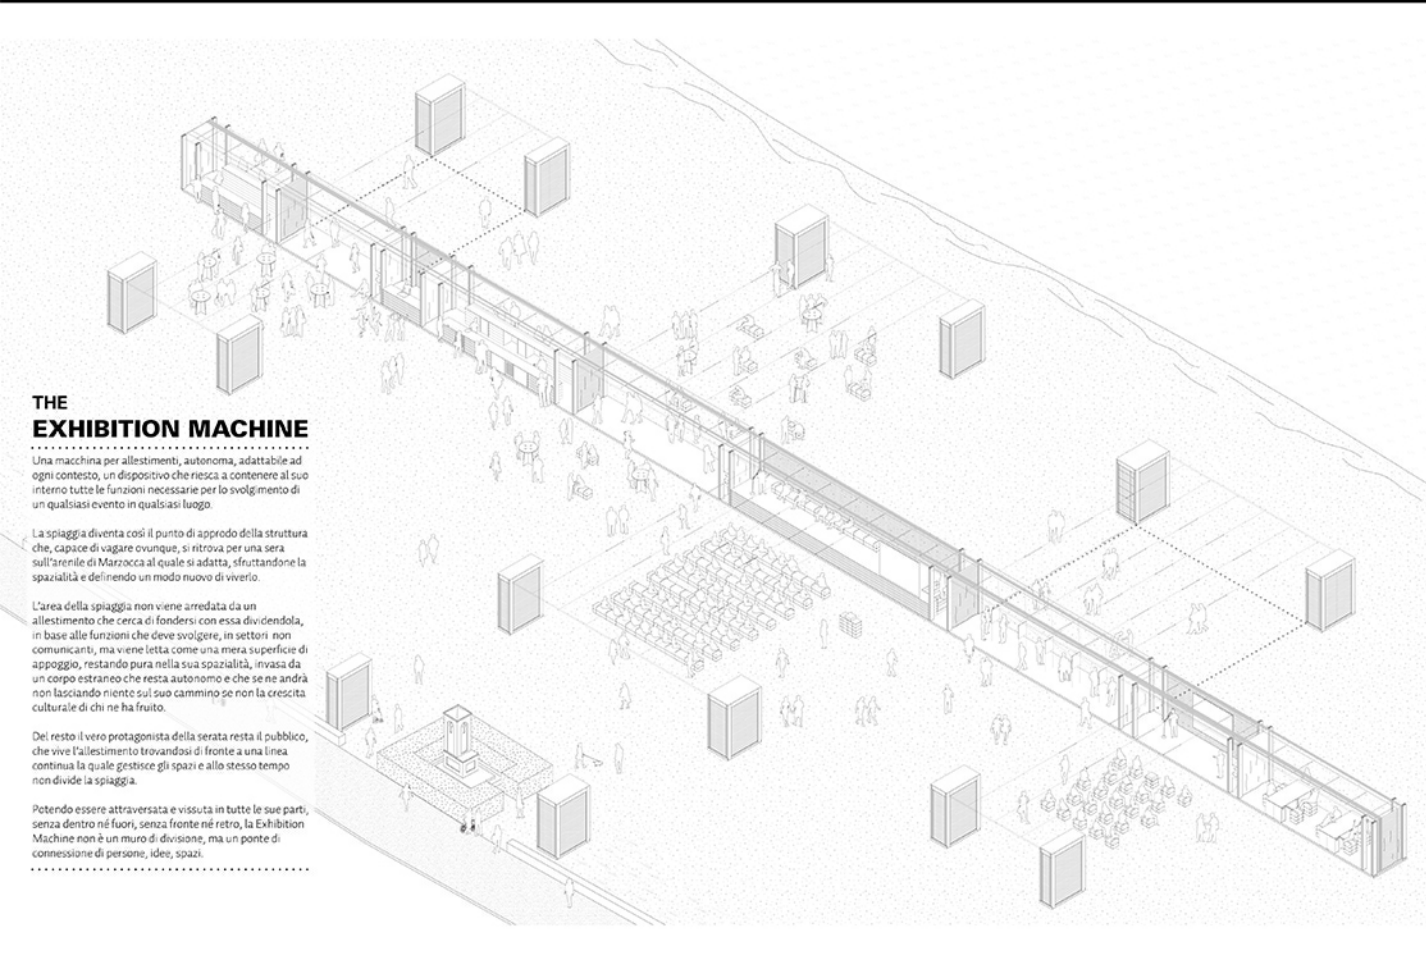 THE
EXHIBITION MACHINE
Una macchina per allestimenti, autonoma, adattabile ad
ogni contesto, un dispositivo che riesca a contenere al suo
interno tutte le funzioni necessarie per lo svolgimento di
un qualsiasi evento in qualsiasi luogo.
La spiaggia diventa così il punto di approdo della struttura
che, capace di vagare ovunque, si ritrova per una sera
sull'arenile di Marzocca al quale si adatta, sfruttandone la
spazialità e definendo un modo nuovo di viverlo.
L'area della spiaggia non viene arredata da un
allestimento che cerca di fondersi con essa dividendola,
in base alle funzioni che deve svolgere, in settori non
comunicanti, ma viene letta come una mera superficie di
appoggio, restando pura nella sua spazialità, invasa da
un corpo estraneo che resta autonomo e che se ne andrà
non lasciando niente sul suo cammino se non la crescita
culturale di chi ne ha fruito.
Del resto il vero protagonista della serata resta il pubblico,
che vive l'allestimento trovandosi di fronte a una linea
continua la quale gestisce gli spazi e allo stesso tempo
non divide la spiaggia.
Potendo essere attraversata e vissuta in tutte le sue parti,
senza dentro né fuori, senza fronte né retro, la Exhibition
Machine non è un muro di divisione, ma un ponte di
connessione di persone, idee, spazi.